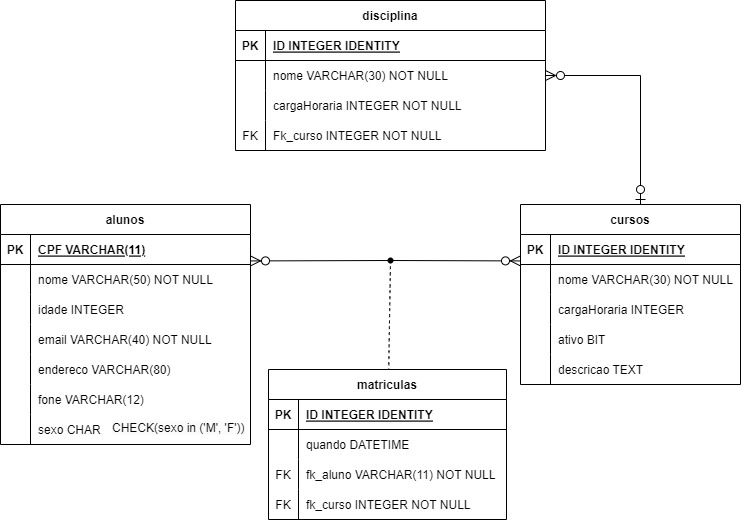 disciplina
PK ID INTEGER IDENTITY
nome VARCHAR(30) NOT NULL
cargaHoraria INTEGER NOT NULL
FK Fk_curso INTEGER NOT NULL
alunos
PK CPF VARCHAR(11)
nome VARCHAR(50) NOT NULL
idade INTEGER
email VARCHAR(40) NOT NULL
endereco VARCHAR(80)
fone VARCHAR(12)
sexo CHAR CHECK(sexo in ('M', 'F'))
cursos
PK ID INTEGER IDENTITY
nome VARCHAR(30) NOT NULL
cargaHoraria INTEGER
ativo BIT
descricao TEXT
matriculas
PK ID INTEGER IDENTITY
quando DATETIME
FK fk_aluno VARCHAR(11) NOT NULL
FK fk_curso INTEGER NOT NULL